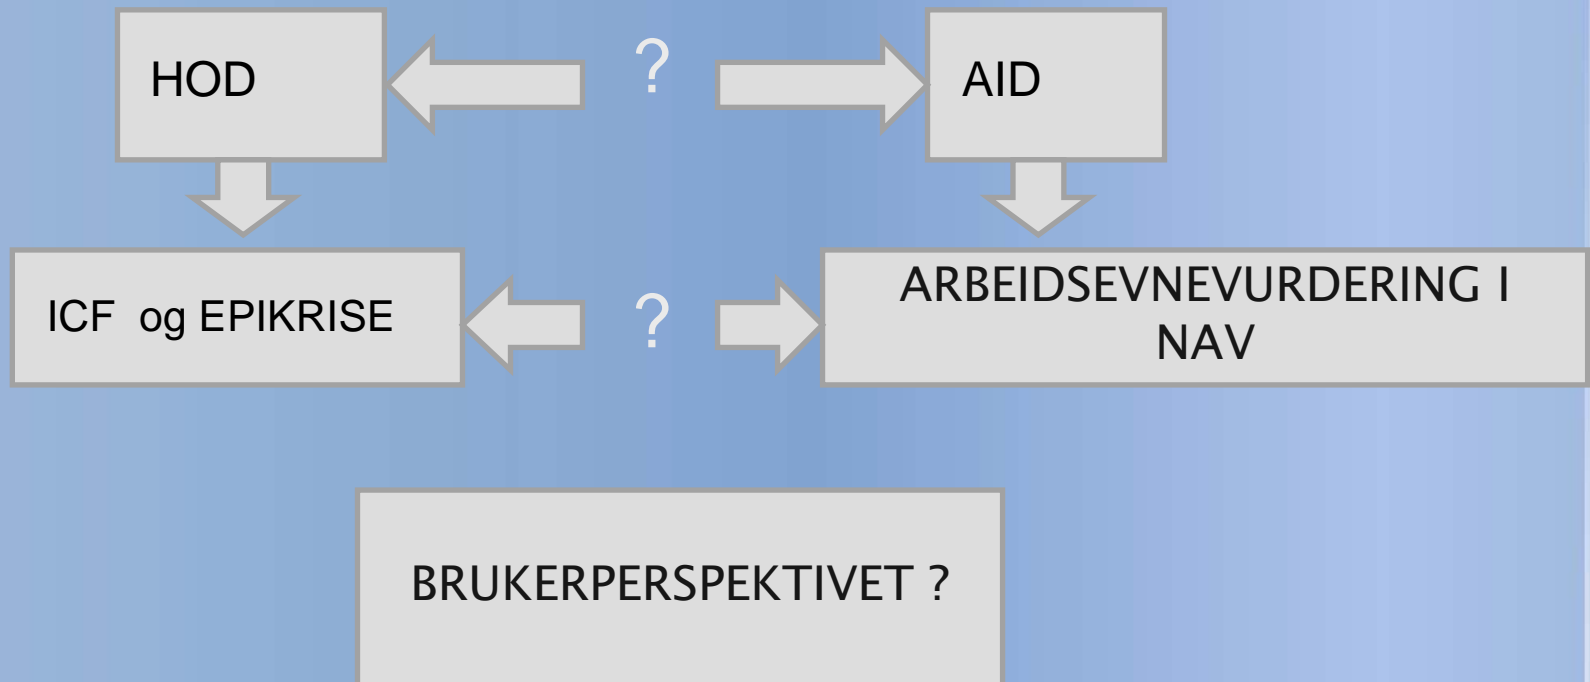 HOD ? AID
ICF og EPIKRISE ? ARBEIDSEVNEVURDERING I
NAV
BRUKERPERSPEKTIVET ?